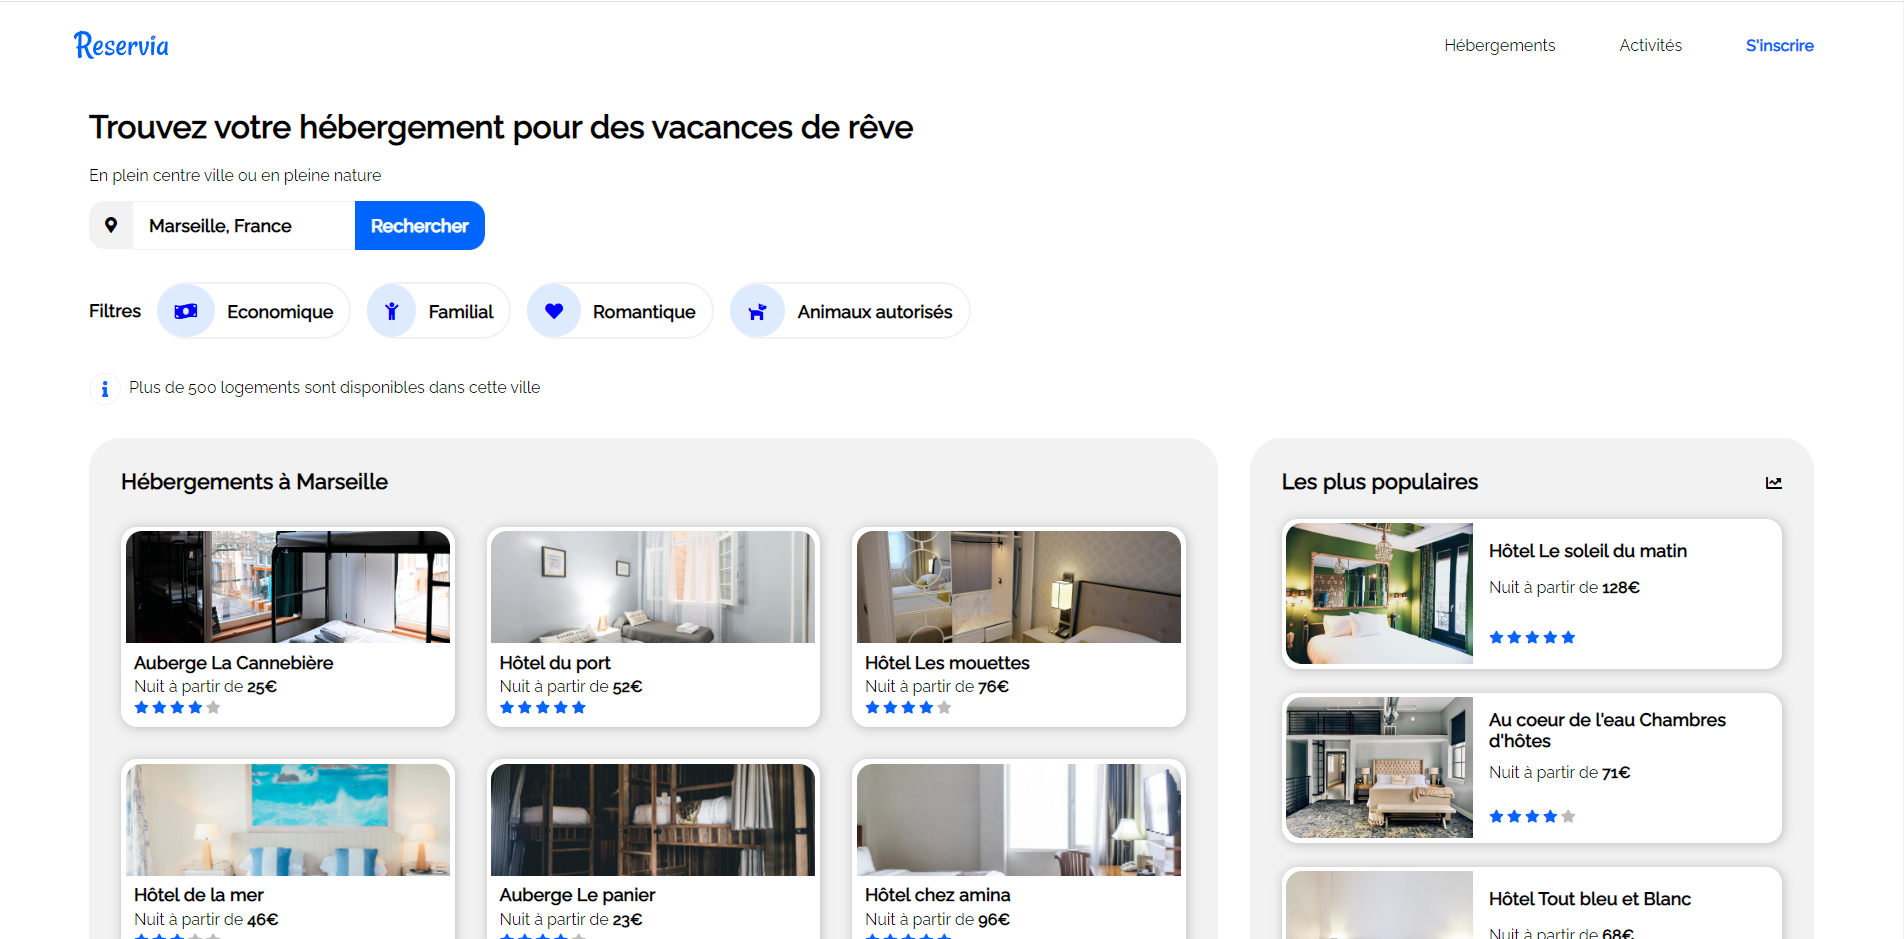 Reservia
Hébergements
Activités
S'inscrire
Trouvez votre hébergement pour des vacances de rêve
En plein centre ville ou en pleine nature
Marseille, France
Rechercher
Filtres
Economique
Familial
Romantique
Animaux autorisés
Plus de 500 logements sont disponibles dans cette ville
Hébergements à Marseille
Auberge La Cannebière
Nuit à partir de 25€
Hôtel du port
Nuit à partir de 52€
Hôtel Les mouettes
Nuit à partir de 76€
Hôtel de la mer
Nuit à partir de 46€
Auberge Le panier
Nuit à partir de 23€
Hôtel chez amina
Nuit à partir de 96€
Les plus populaires
Hôtel Le soleil du matin
Nuit à partir de 128€
Au coeur de l'eau Chambres
d'hôtes
Nuit à partir de 71€
Hôtel Tout bleu et Blanc
Nuit à partir de 68€